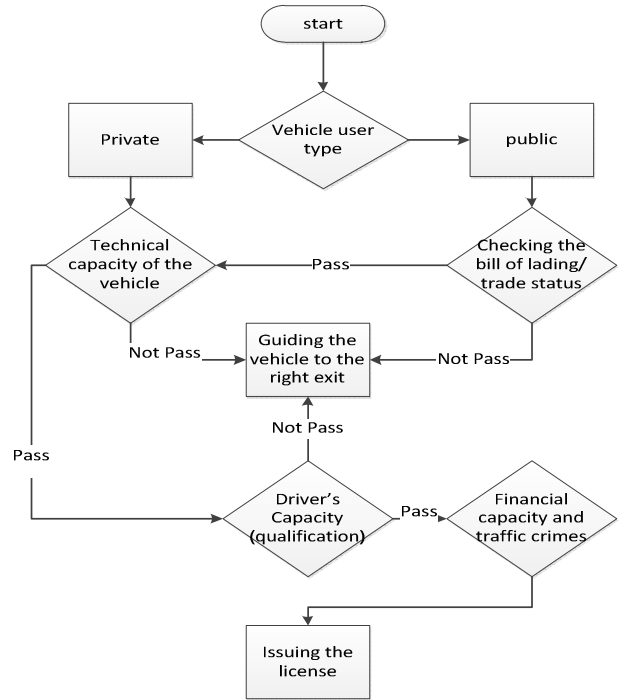 start
Vehicle user
type
Private
public
Technical
capacity of the
vehicle
Pass
Checking the
bill of lading/
trade status
Not Pass
Guiding the
vehicle to the
right exit
Not Pass
Not Pass
Pass
Driver's
Capacity
(qualification)
Pass
Financial
capacity and
traffic crimes
Issuing the
license